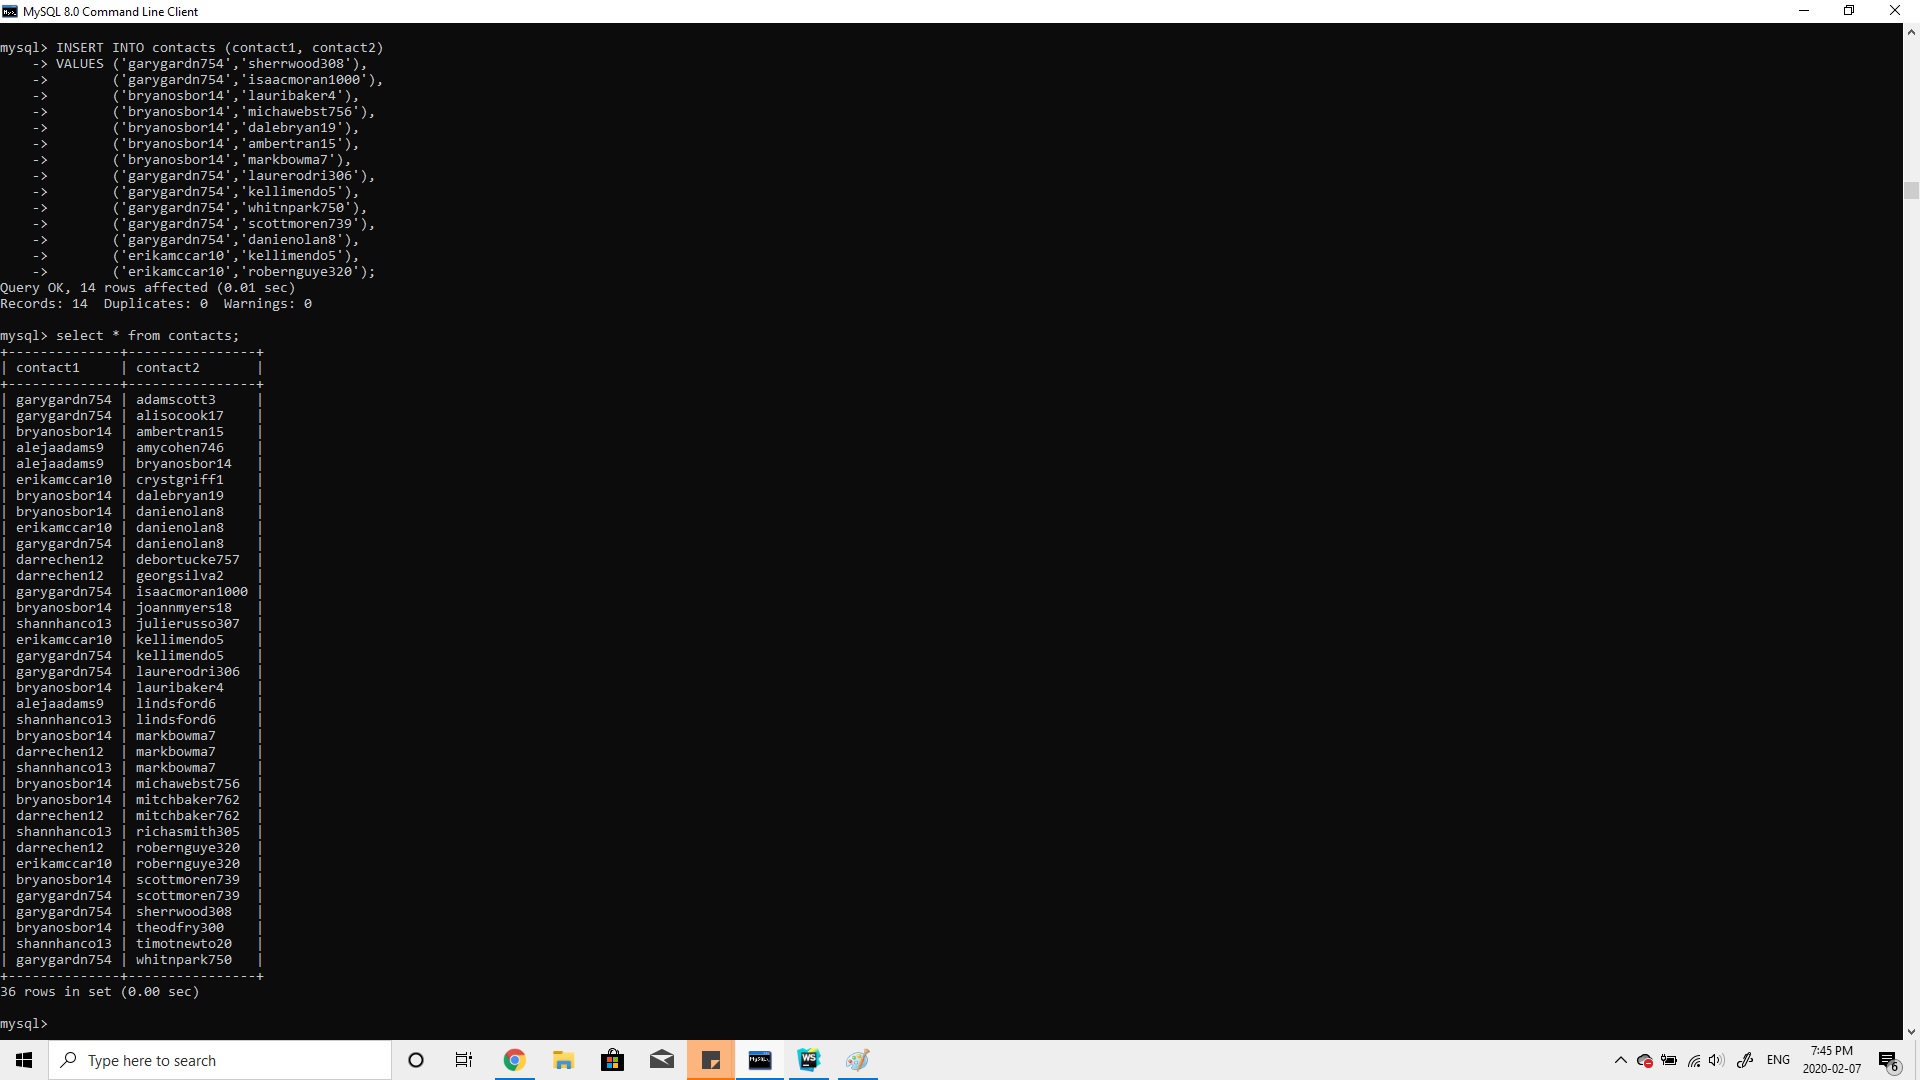 MySQL 8.0 Command Line Client
mysql> INSERT INTO contacts (contact1, contact2)
    -> VALUES ('garygardn754','sherrwood308'),
    ->        ('garygardn754','isaacmoran1000'),
    ->        ('bryanosbor14','lauribaker4'),
    ->        ('bryanosbor14','michawebst756'),
    ->        ('bryanosbor14','dalebryan19'),
    ->        ('bryanosbor14','ambertran15'),
    ->        ('bryanosbor14','markbowma7'),
    ->        ('garygardn754','laurerodri306'),
    ->        ('garygardn754','kellimendo5'),
    ->        ('garygardn754','whitnpark750'),
    ->        ('garygardn754','scottmoren739'),
    ->        ('garygardn754','danienolan8'),
    ->        ('erikamccar10','kellimendo5'),
    ->        ('erikamccar10','robernguye320');
Query OK, 14 rows affected (0.01 sec)
Records: 14  Duplicates: 0  Warnings: 0
mysql> select * from contacts;
+--------------+----------------+
| contact1     | contact2       |
+--------------+----------------+
| garygardn754 | adamscott3     |
| garygardn754 | alisocook17    |
| bryanosbor14 | ambertran15    |
| alejaadams9  | amycohen746    |
| alejaadams9  | bryanosbor14   |
| erikamccar10 | crystgriff1    |
| bryanosbor14 | dalebryan19    |
| bryanosbor14 | danienolan8    |
| erikamccar10 | danienolan8    |
| garygardn754 | danienolan8    |
| darrechen12  | debortucke757  |
| darrechen12  | georgsilva2    |
| garygardn754 | isaacmoran1000 |
| bryanosbor14 | joannmyers18   |
| shannhanco13 | julierusso307  |
| erikamccar10 | kellimendo5    |
| garygardn754 | kellimendo5    |
| garygardn754 | laurerodri306  |
| bryanosbor14 | lauribaker4    |
| alejaadams9  | lindsford6     |
| shannhanco13 | lindsford6     |
| bryanosbor14 | markbowma7     |
| darrechen12  | markbowma7     |
| shannhanco13 | markbowma7     |
| bryanosbor14 | michawebst756  |
| bryanosbor14 | mitchbaker762  |
| darrechen12  | mitchbaker762  |
| shannhanco13 | richasmith305  |
| darrechen12  | robernguye320  |
| erikamccar10 | robernguye320  |
| bryanosbor14 | scottmoren739  |
| garygardn754 | scottmoren739  |
| garygardn754 | sherrwood308   |
| bryanosbor14 | theodfry300    |
| shannhanco13 | timotnewto20   |
| garygardn754 | whitnpark750   |
+--------------+----------------+
36 rows in set (0.00 sec)
mysql>
Type here to search
MySQL
WS
ENG
7:45 PM
2020-02-07
6